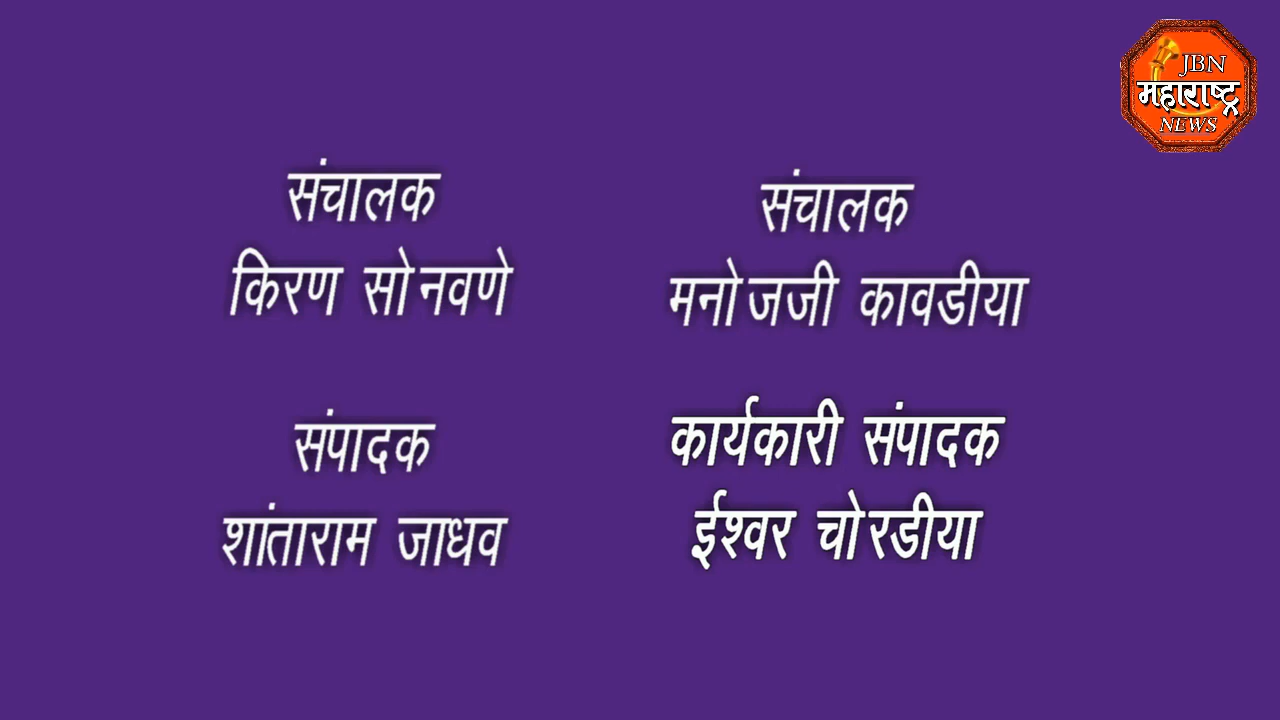 JBN
महाराष्ट्र
NEWS
संचालक
किरण सोनवणे
संचालक
मनोजजी कावडीया
संपादक
शांताराम जाधव
कार्यकारी संपादक
ईश्वर चोरडीया